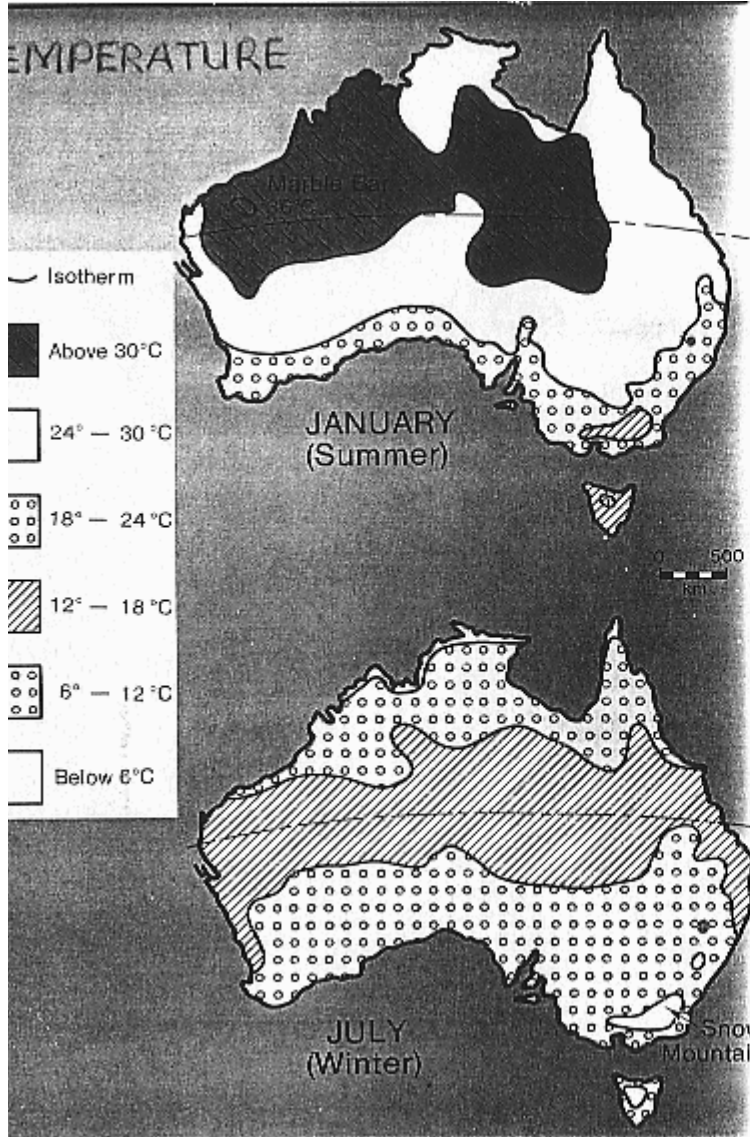 EMPERATURE
Marble Bar
36°C
Isotherm
Above 30°C
24° — 30°C
18° — 24°C
12° — 18°C
6° — 12°C
Below 6°C
JANUARY
(Summer)
0 500
km
JULY
(Winter)
Snow
Mountai